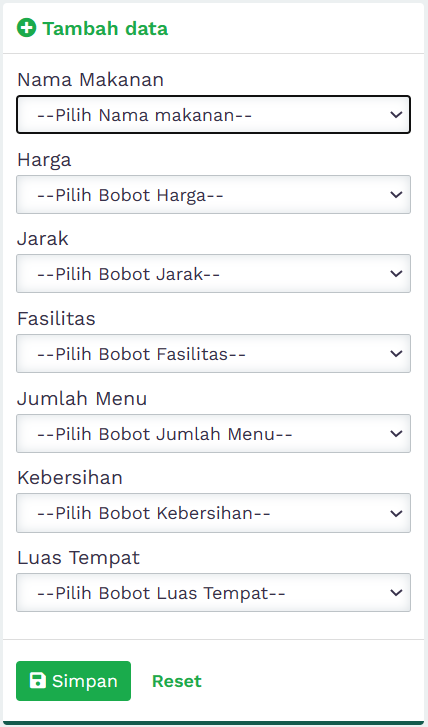 Tambah data
Nama Makanan
--Pilih Nama makanan--
Harga
--Pilih Bobot Harga--
Jarak
--Pilih Bobot Jarak--
Fasilitas
--Pilih Bobot Fasilitas--
Jumlah Menu
--Pilih Bobot Jumlah Menu--
Kebersihan
--Pilih Bobot Kebersihan--
Luas Tempat
--Pilih Bobot Luas Tempat--
Simpan Reset